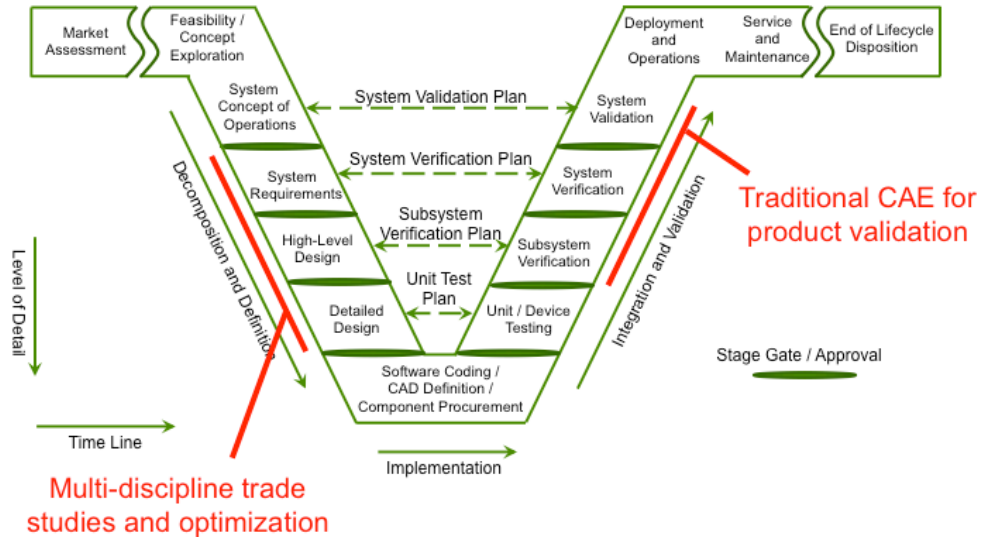 Market
Assessment
Feasibility /
Concept
Exploration
Deployment
and
Operations
Service
and
Maintenance
End of Lifecycle
Disposition
System
Concept of
Operations
System Validation Plan
System
Validation
System
Requirements
System Verification Plan
System
Verification
High-Level
Design
Subsystem
Verification Plan
Subsystem
Verification
Detailed
Design
Unit Test
Plan
Unit / Device
Testing
Software Coding /
CAD Definition /
Component Procurement
Decomposition and Definition
Integration and Validation
Traditional CAE for
product validation
Level of Detail
Stage Gate / Approval
Time Line
Implementation
Multi-discipline trade
studies and optimization